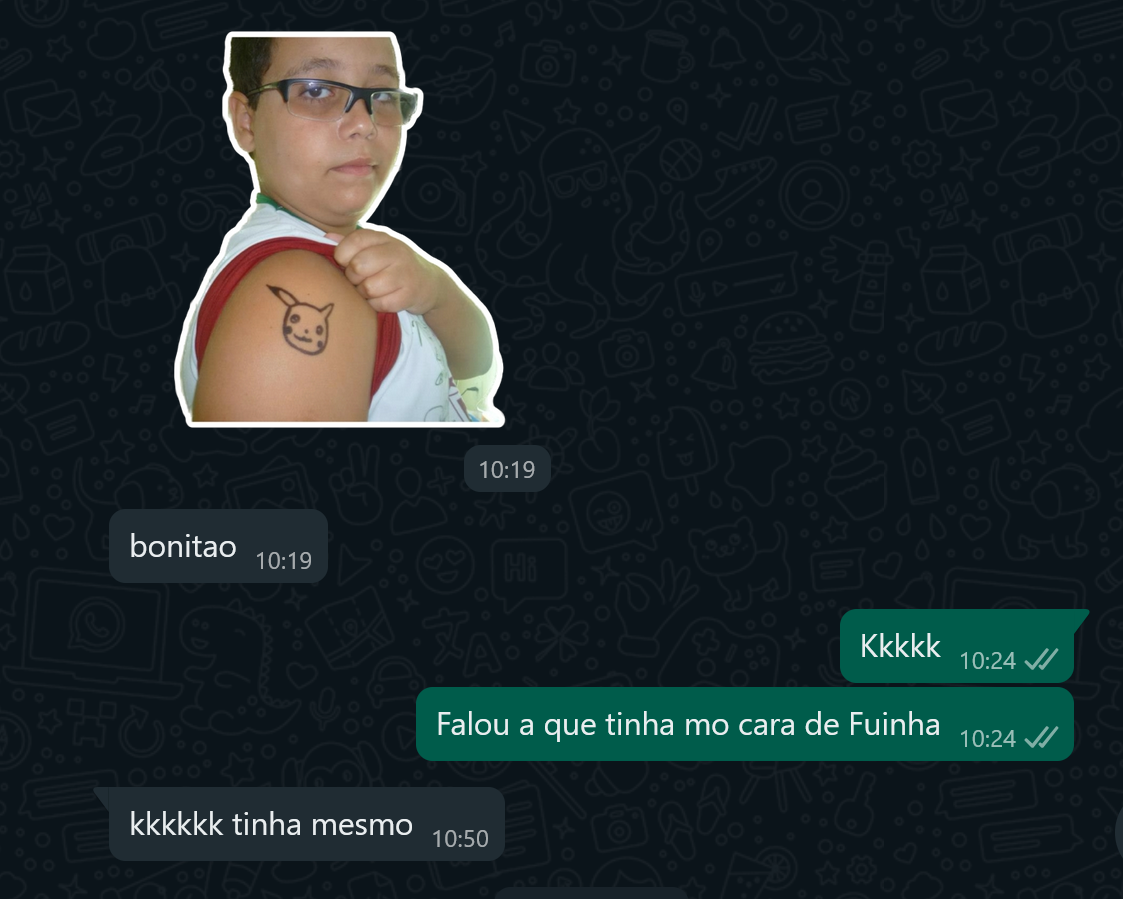 10:19
bonitao 10:19
Kkkkk 10:24
Falou a que tinha mo cara de Fuinha 10:24
kkkkkk tinha mesmo 10:50